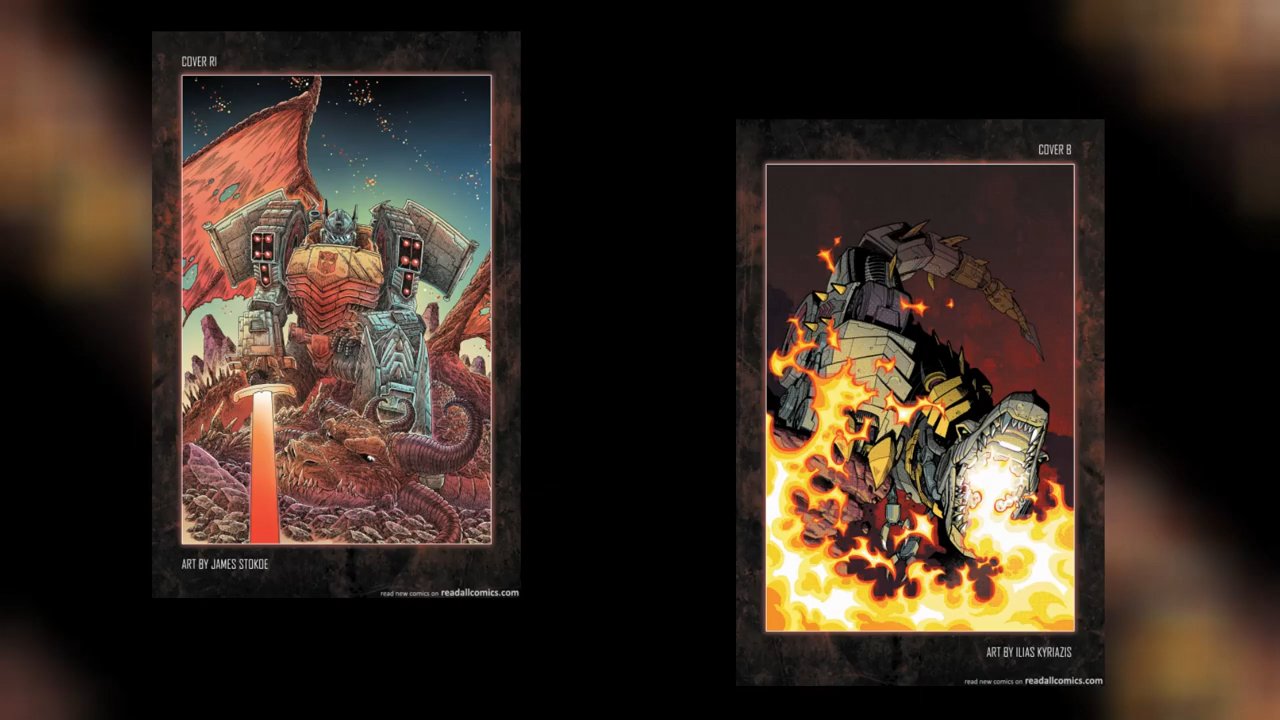 COVER RI
ART BY JAMES STOKOE
read new comics on readallcomics.com
COVER B
ART BY ILIAS KYRIAZIS
read new comics on readallcomics.com